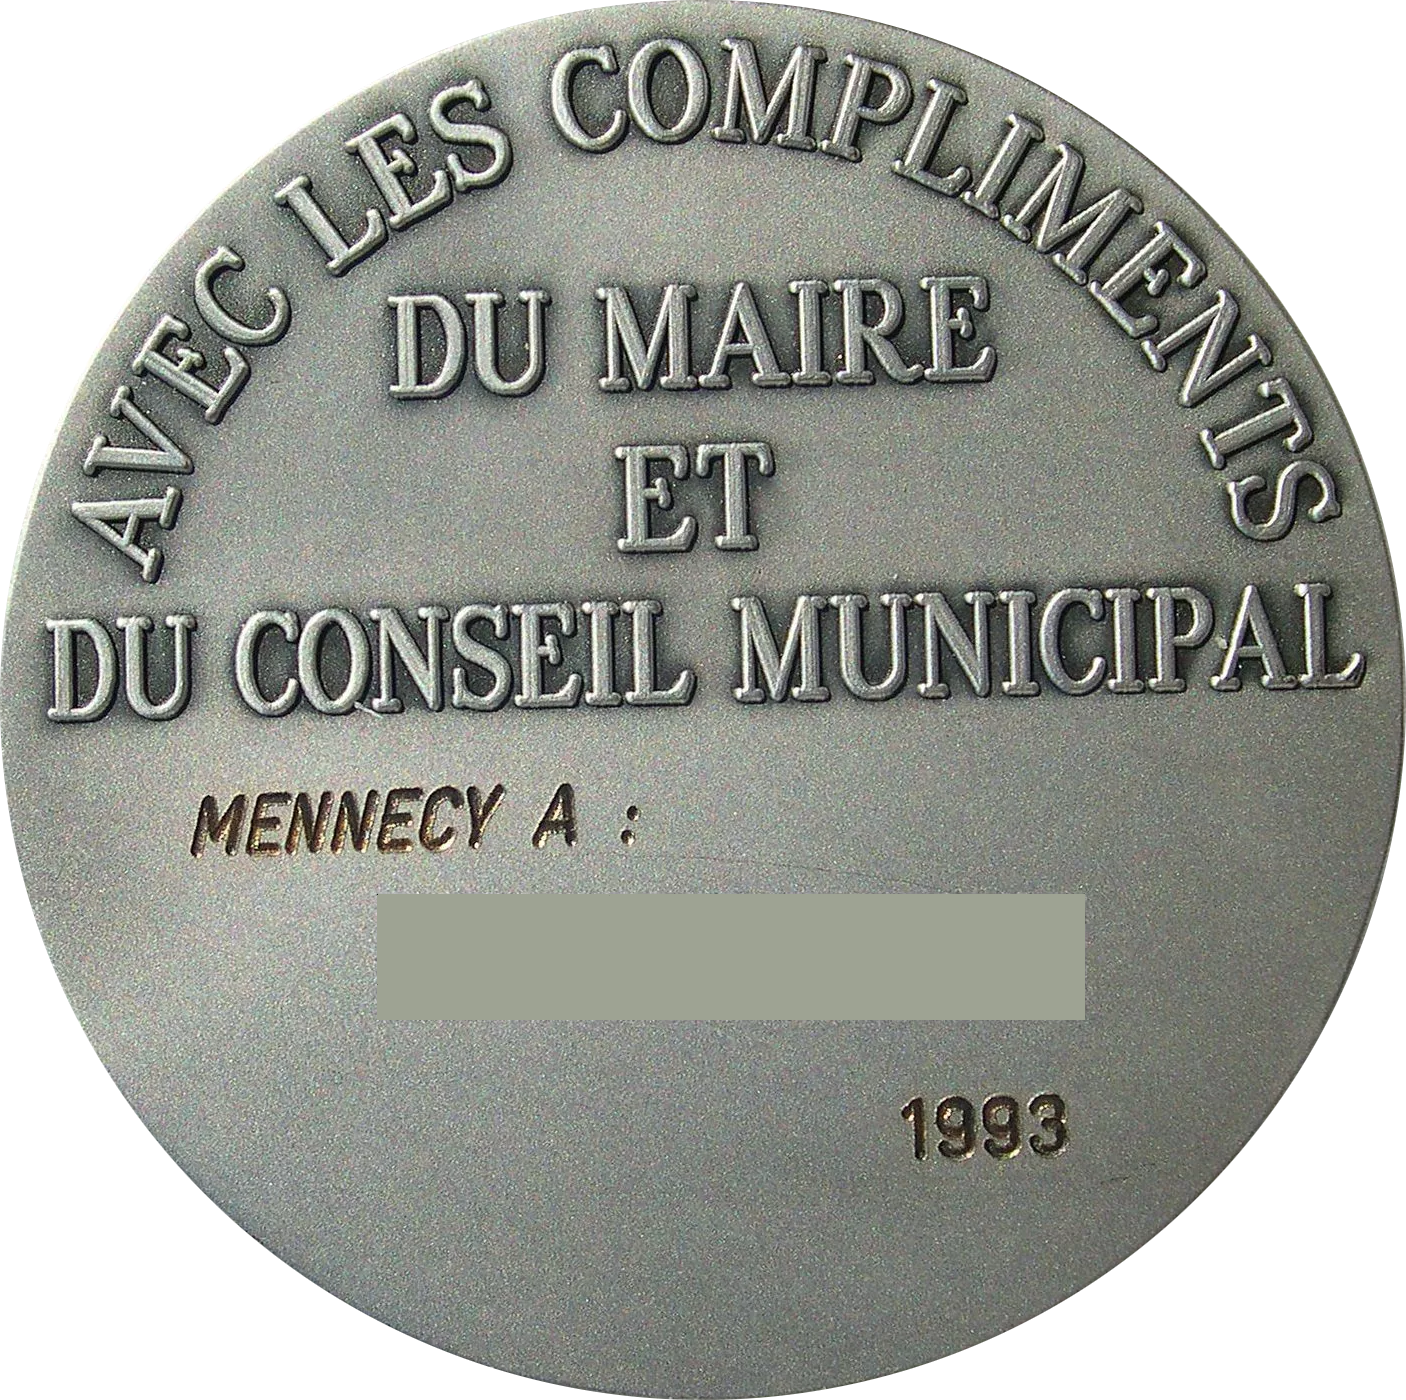 AVEC LES COMPLIMENTS
DU MAIRE
ET
DU CONSEIL MUNICIPAL
MENNECY A :
1993